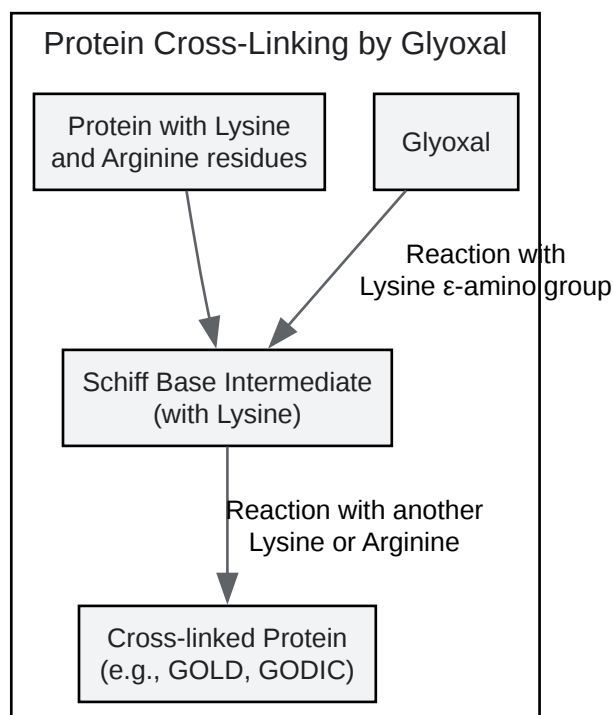 Protein Cross-Linking by Glyoxal
Protein with Lysine
and Arginine residues
Glyoxal
Reaction with
Lysine ε-amino group
Schiff Base Intermediate
(with Lysine)
Reaction with another
Lysine or Arginine
Cross-linked Protein
(e.g., GOLD, GODIC)